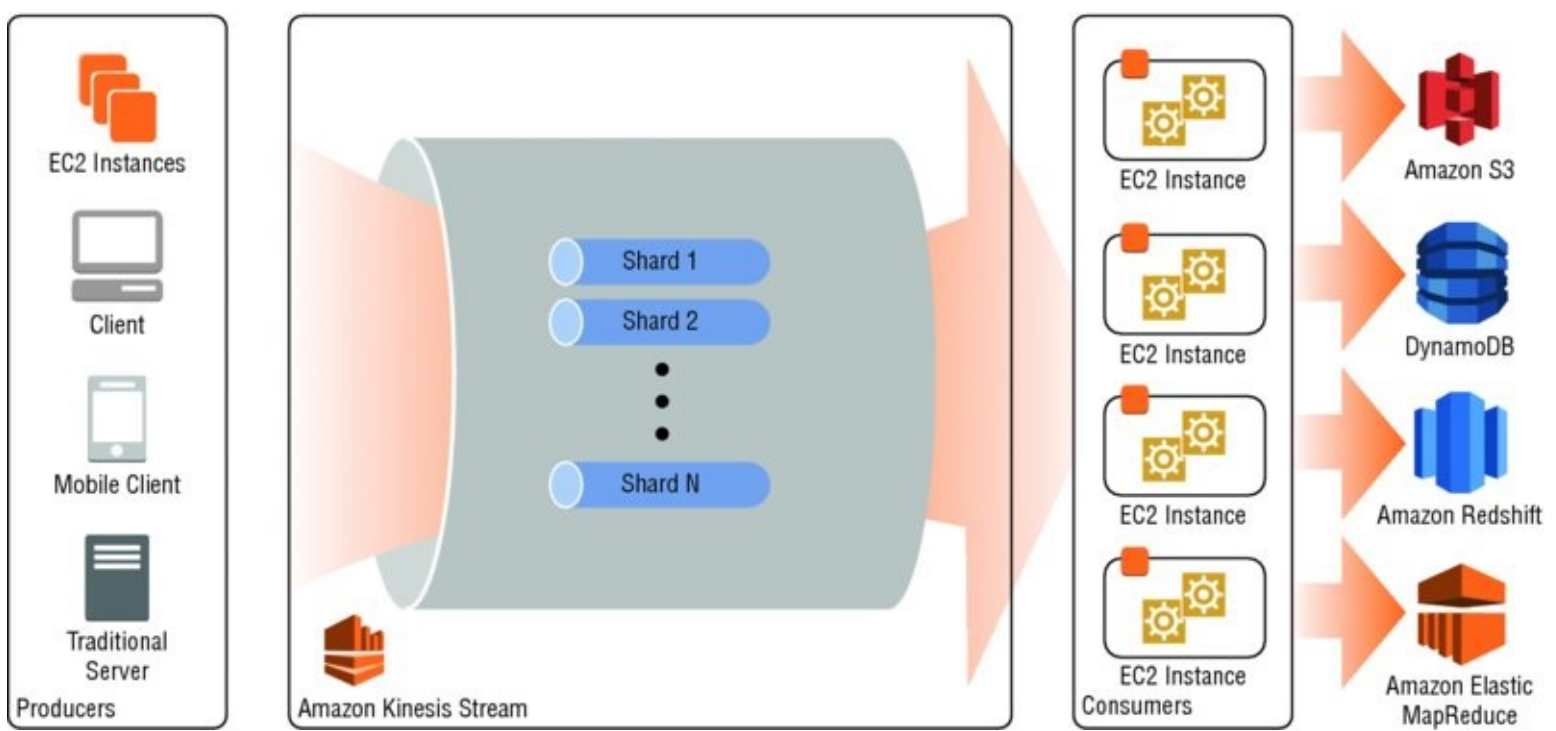 EC2 Instances
Client
Mobile Client
Traditional
Server
Producers
Shard 1
Shard 2
Shard N
Amazon Kinesis Stream
EC2 Instance
EC2 Instance
EC2 Instance
EC2 Instance
Consumers
Amazon S3
DynamoDB
Amazon Redshift
Amazon Elastic
MapReduce